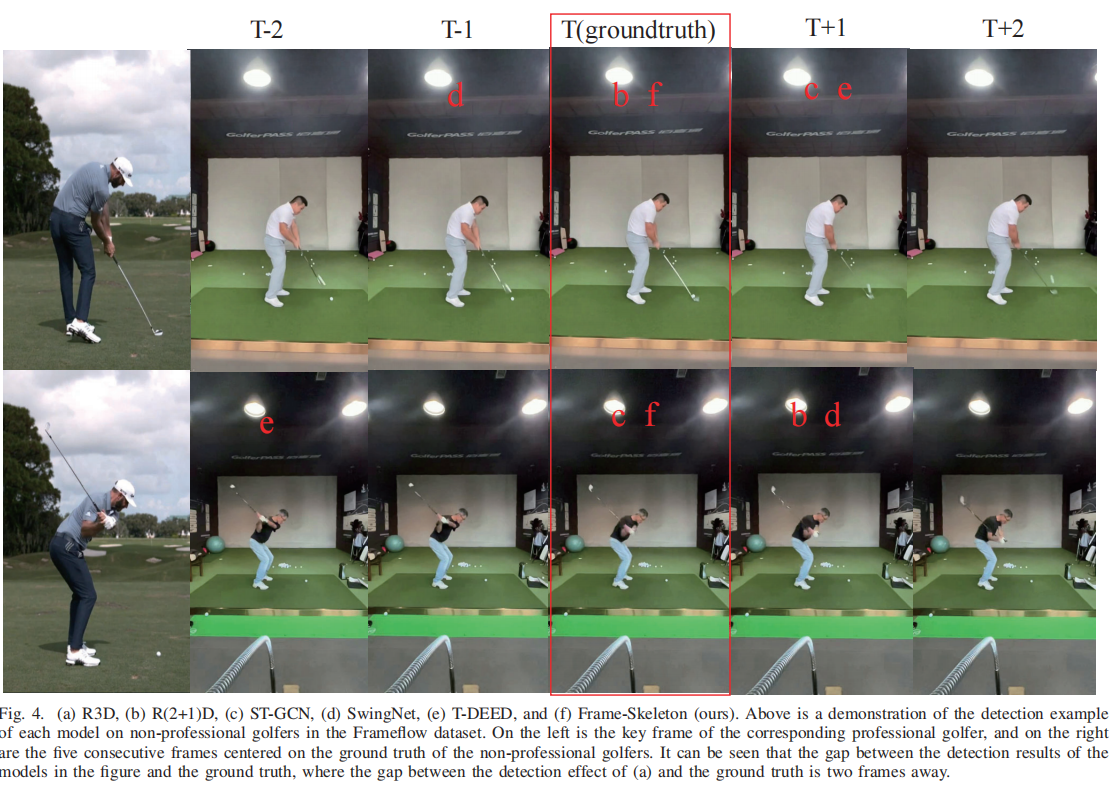 T-2 T-1 T(groundtruth) T+1 T+2
d b f c e
GolferPASS GolferPASS GolferPASS GolferPASS GolferPASS
e c f b d
GolferPASS GolferPASS GolferPASS GolferPASS GolferPASS
Fig. 4. (a) R3D, (b) R(2+1)D, (c) ST-GCN, (d) SwingNet, (e) T-DEED, and (f) Frame-Skeleton (ours). Above is a demonstration of the detection example
of each model on non-professional golfers in the Frameflow dataset. On the left is the key frame of the corresponding professional golfer, and on the right
are the five consecutive frames centered on the ground truth of the non-professional golfers. It can be seen that the gap between the detection results of the
models in the figure and the ground truth, where the gap between the detection effect of (a) and the ground truth is two frames away.